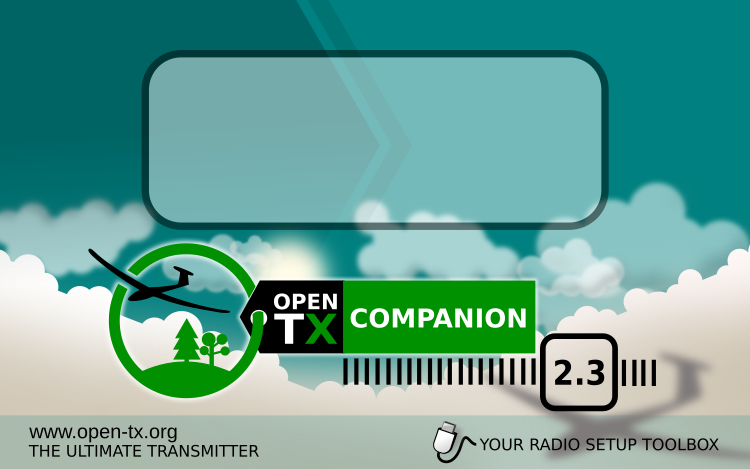 OPEN
TX
COMPANION
2.3
www.open-tx.org
THE ULTIMATE TRANSMITTER
YOUR RADIO SETUP TOOLBOX